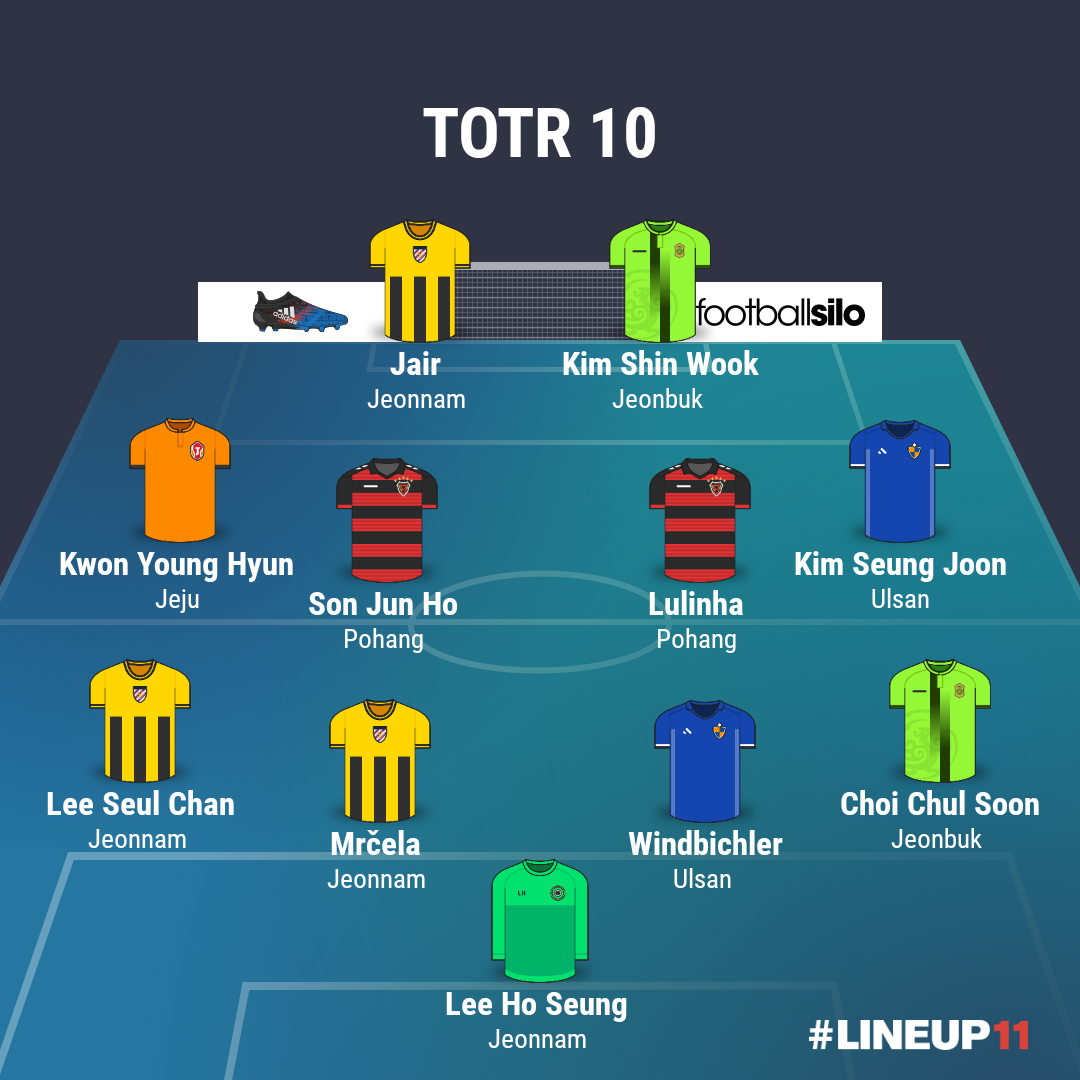 TOTR 10
adidas
footballsilo
Jair
Jeonnam
Kim Shin Wook
Jeonbuk
Kwon Young Hyun
Jeju
Son Jun Ho
Pohang
Lulinha
Pohang
Kim Seung Joon
Ulsan
Lee Seul Chan
Jeonnam
Mrčela
Jeonnam
Windbichler
Ulsan
Choi Chul Soon
Jeonbuk
Lee Ho Seung
Jeonnam
#LINEUP11